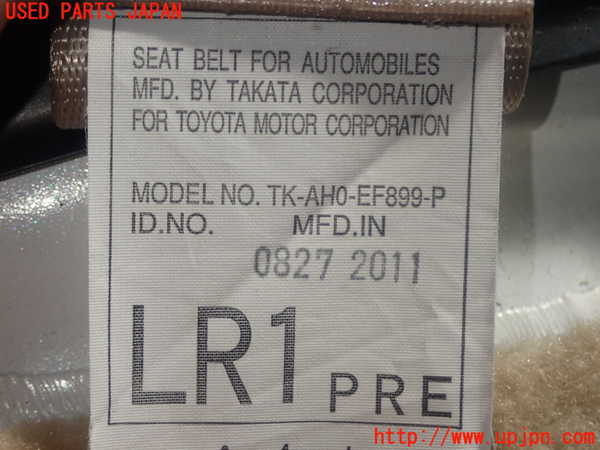 USED PARTS JAPAN
SEAT BELT FOR AUTOMOBILES
MFD. BY TAKATA CORPORATION
FOR TOYOTA MOTOR CORPORATION
MODEL NO. TK-AH0-EF899-P
ID.NO. MFD.IN
0827 2011
LR1 PRE
http://www.upjpn.com/